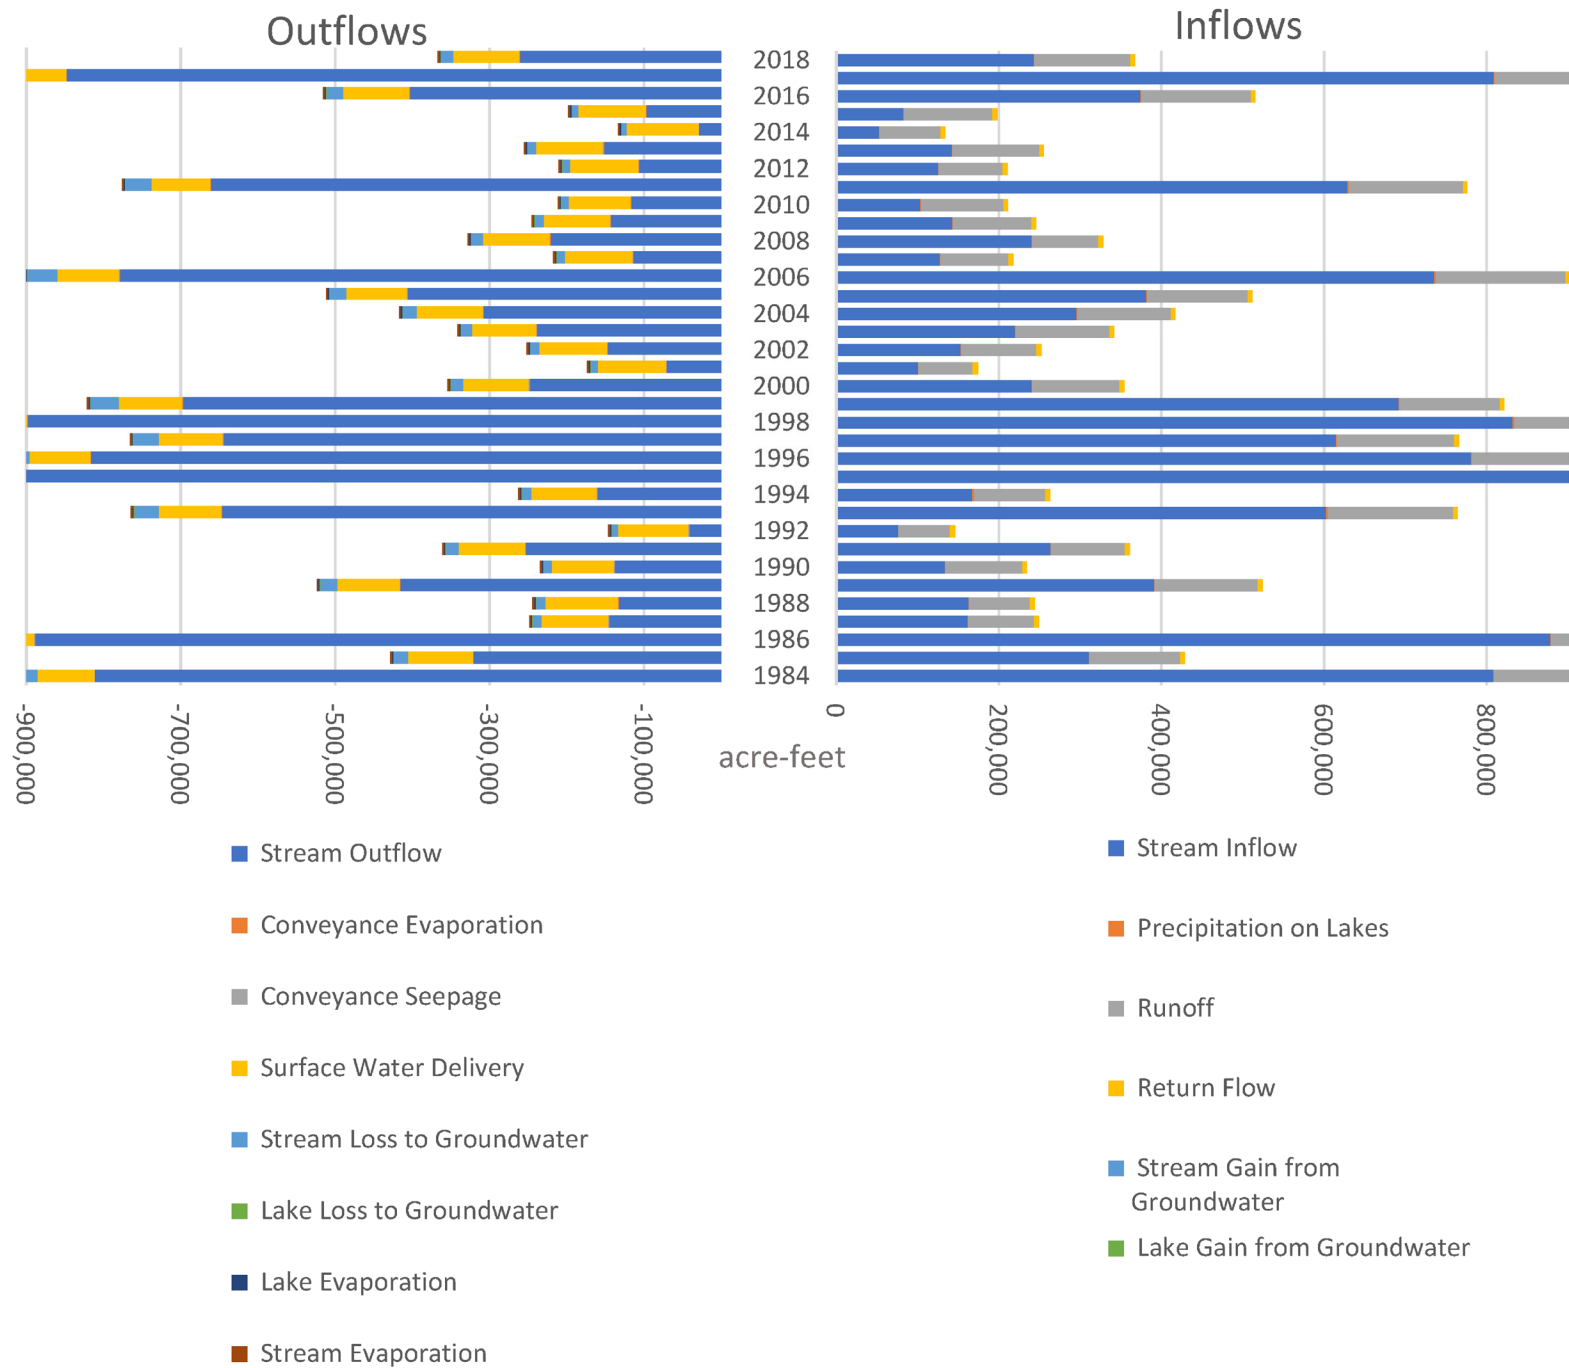 Outflows
Inflows
2018
2016
2014
2012
2010
2008
2006
2004
2002
2000
1998
1996
1994
1992
1990
1988
1986
1984
-900,000
-700,000
-500,000
-300,000
-100,000
acre-feet
0
200,000
400,000
600,000
800,000
Stream Outflow
Conveyance Evaporation
Conveyance Seepage
Surface Water Delivery
Stream Loss to Groundwater
Lake Loss to Groundwater
Lake Evaporation
Stream Evaporation
Stream Inflow
Precipitation on Lakes
Runoff
Return Flow
Stream Gain from
Groundwater
Lake Gain from Groundwater